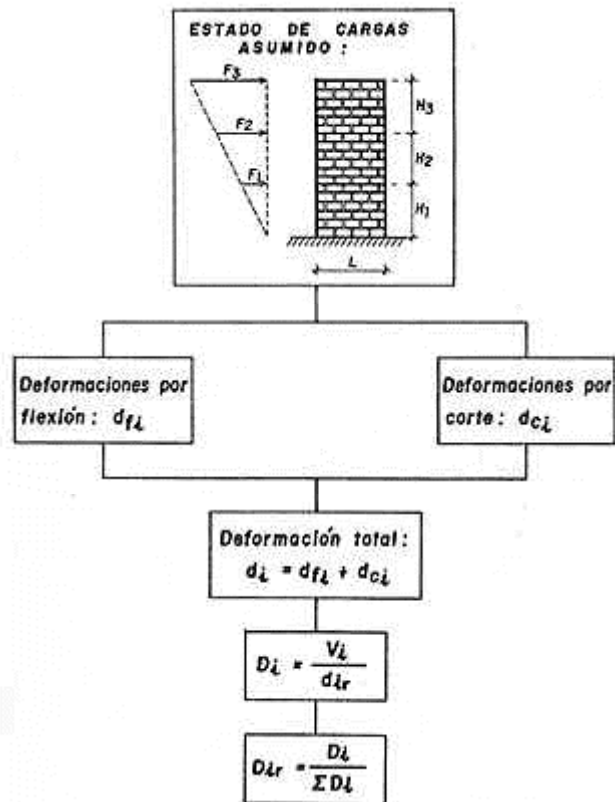 ESTADO DE CARGAS
ASUMIDO :
F3
F2
F1
H3
H2
H1
L
Deformaciones por
flexión: dfi
Deformaciones por
corte: dci
Deformación total:
di = dfi + dci
Di = Vi / dir
Dir = Di / ΣDi